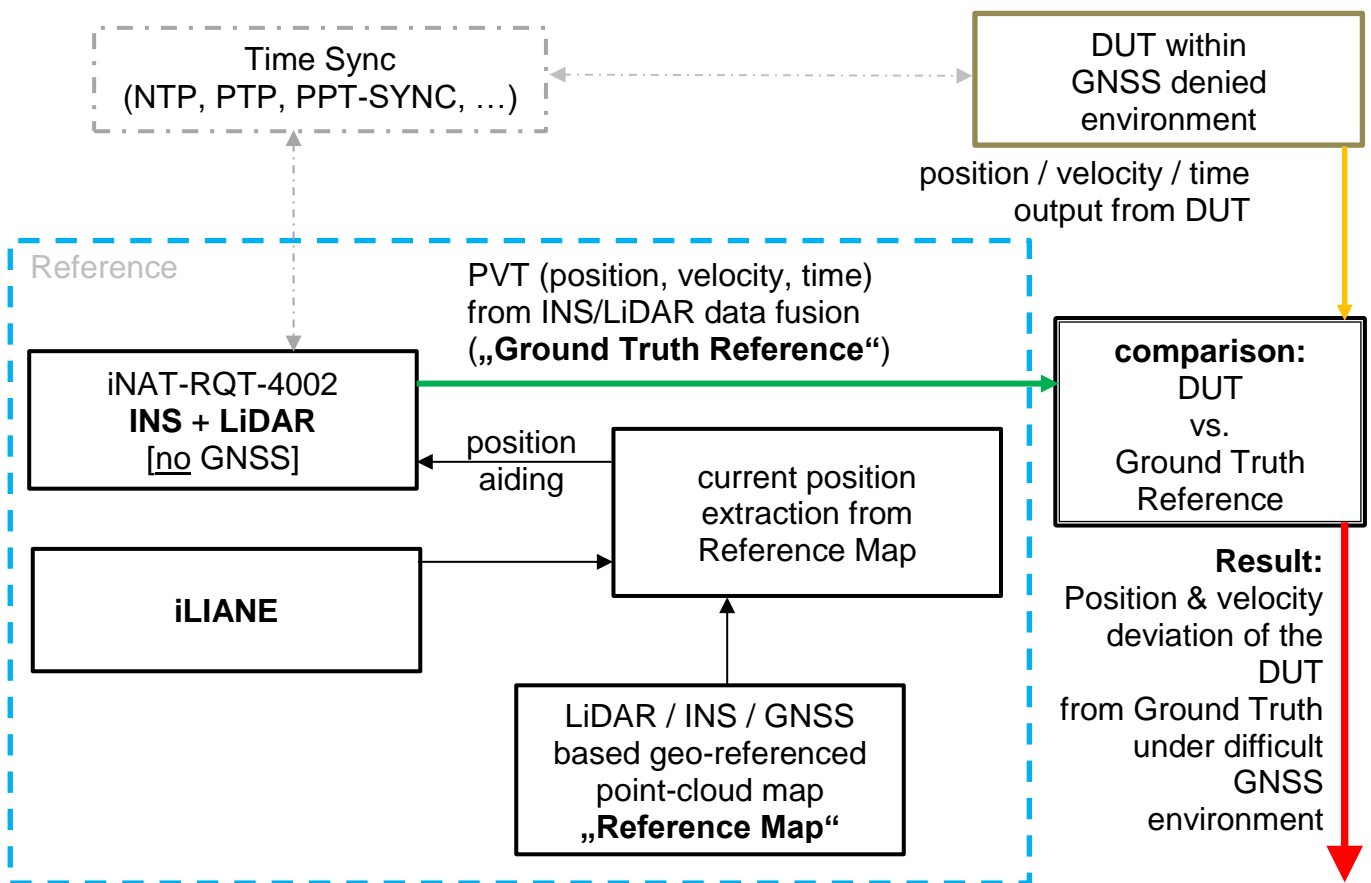 Time Sync
(NTP, PTP, PPT-SYNC, …)
DUT within
GNSS denied
environment
position / velocity / time
output from DUT
Reference
PVT (position, velocity, time)
from INS/LiDAR data fusion
(„Ground Truth Reference“)
iNAT-RQT-4002
INS + LiDAR
[no GNSS]
position
aiding
current position
extraction from
Reference Map
comparison:
DUT
vs.
Ground Truth
Reference
iLIANE
LiDAR / INS / GNSS
based geo-referenced
point-cloud map
„Reference Map“
Result:
Position & velocity
deviation of the
DUT
from Ground Truth
under difficult
GNSS
environment